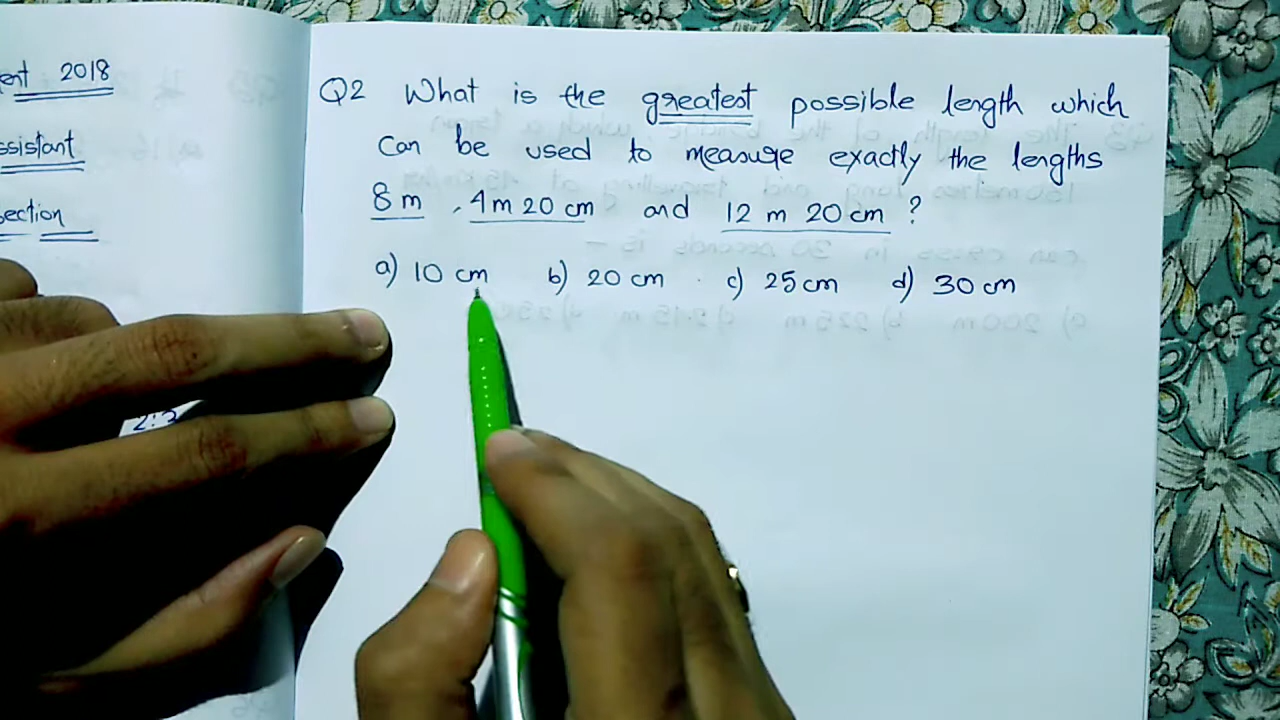 ent 2018
ssistant
ection
Q2 What is the greatest possible length which
can be used to measure exactly the lengths
8 m , 4 m 20 cm and 12 m 20 cm ?
a) 10 cm b) 20 cm c) 25 cm d) 30 cm